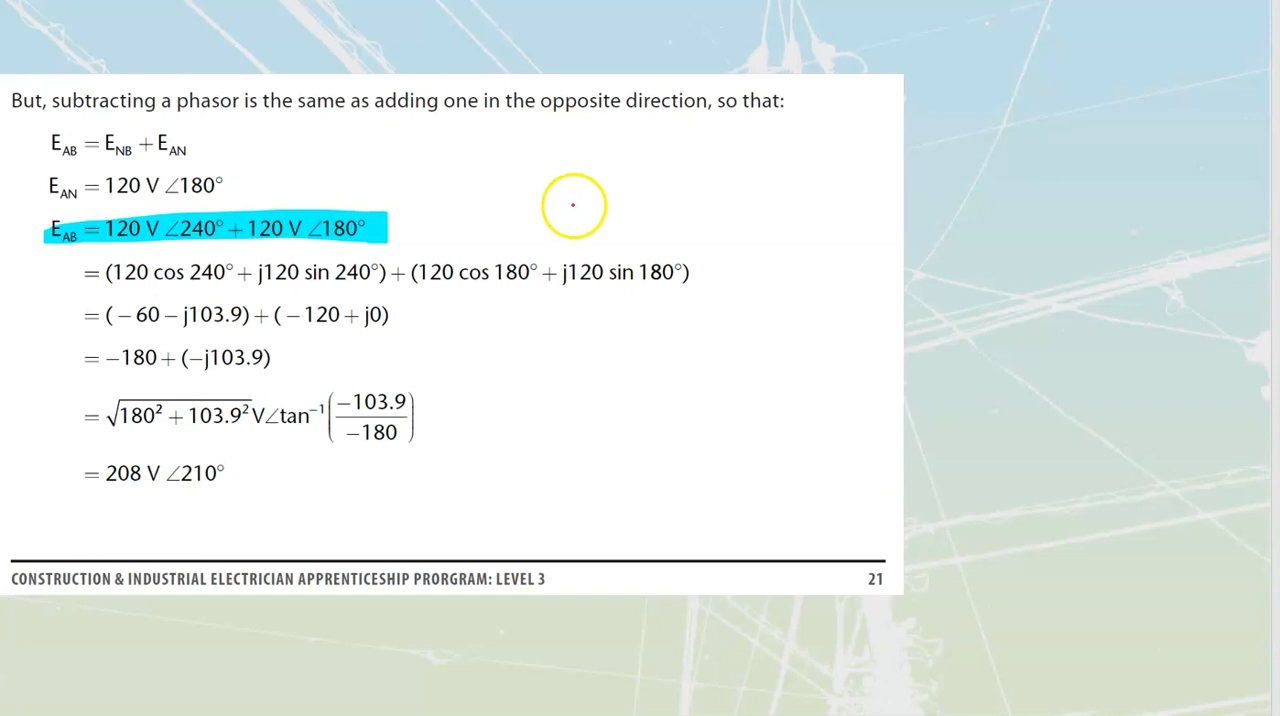 But, subtracting a phasor is the same as adding one in the opposite direction, so that:
E_AB = E_NB + E_AN
E_AN = 120 V ∠180°
E_AB = 120 V ∠240° + 120 V ∠180°
= (120 cos 240° + j120 sin 240°) + (120 cos 180° + j120 sin 180°)
= (−60 − j103.9) + (−120 + j0)
= −180 + (−j103.9)
= √(180² + 103.9²) V∠tan⁻¹(−103.9/−180)
= 208 V ∠210°
CONSTRUCTION & INDUSTRIAL ELECTRICIAN APPRENTICESHIP PRORGRAM: LEVEL 3 21